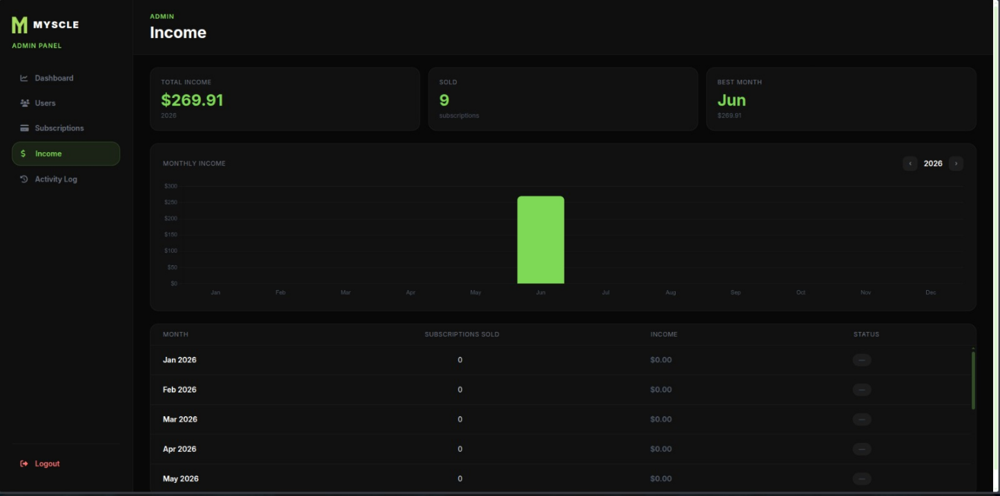 MYSCLE
ADMIN PANEL
Dashboard
Users
Subscriptions
$ Income
Activity Log
Logout
ADMIN
Income
TOTAL INCOME
$269.91
2026
SOLD
9
subscriptions
BEST MONTH
Jun
$269.91
MONTHLY INCOME
‹ 2026 ›
$300
$250
$200
$150
$100
$50
$0
Jan Feb Mar Apr May Jun Jul Aug Sep Oct Nov Dec
MONTH SUBSCRIPTIONS SOLD INCOME STATUS
Jan 2026 0 $0.00 —
Feb 2026 0 $0.00 —
Mar 2026 0 $0.00 —
Apr 2026 0 $0.00 —
May 2026 0 $0.00 —